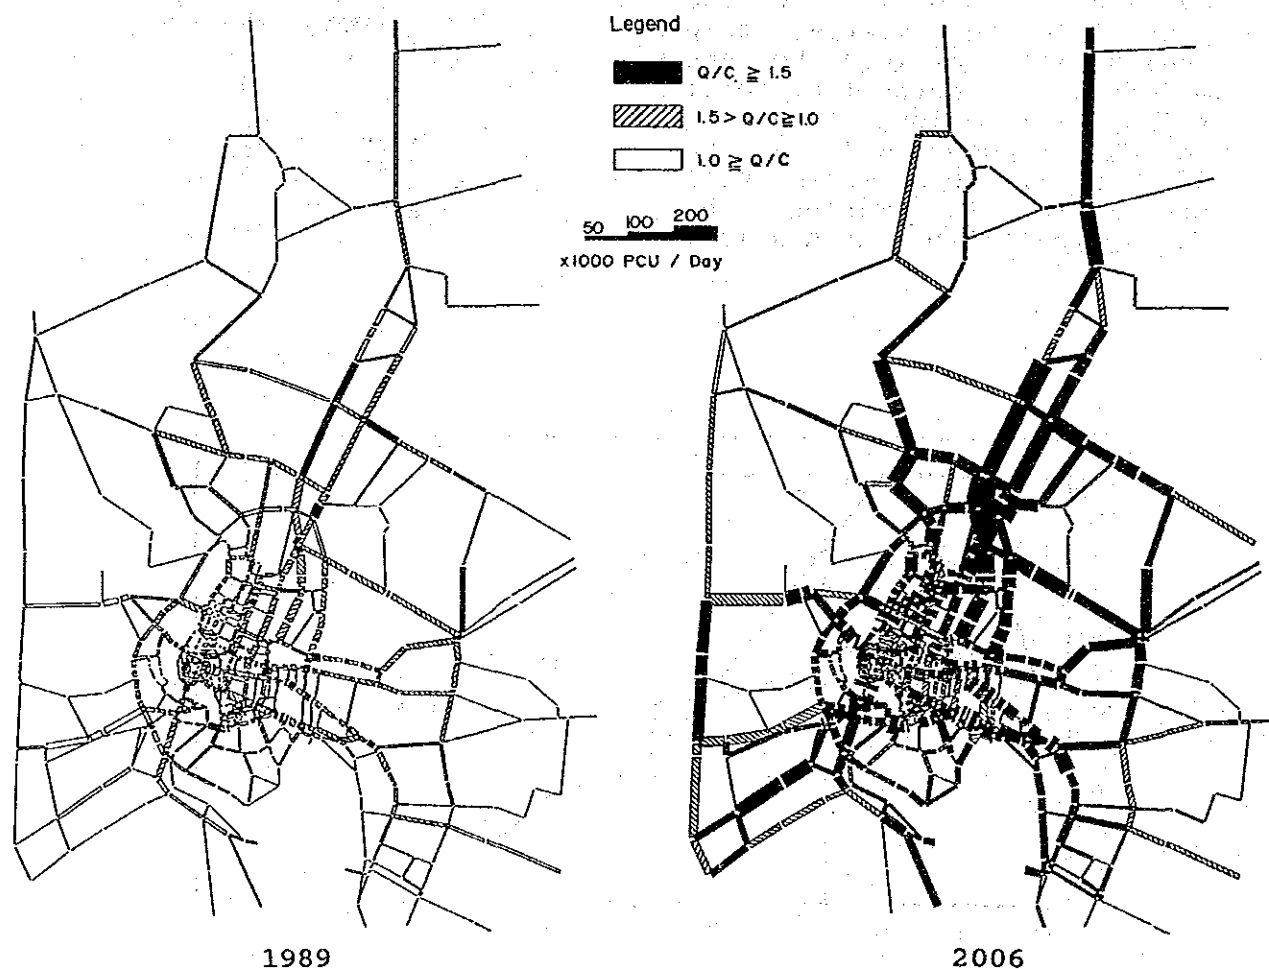 Legend
Q/C ≧ 1.5
1.5 > Q/C ≧ 1.0
1.0 ≧ Q/C
50 100 200
x1000 PCU / Day
1989
2006